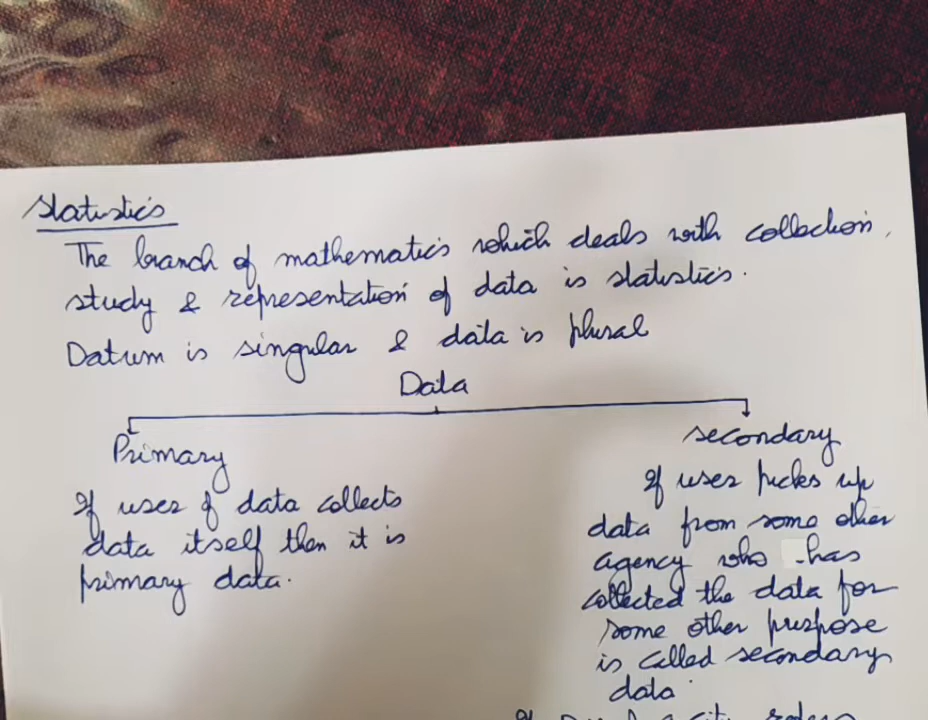 Statistics
The branch of mathematics which deals with collection,
study & representation of data is statistics.
Datum is singular & data is plural
Data
Primary
If user of data collects
data itself then it is
primary data.
secondary
If user picks up
data from some other
agency who has
collected the data for
some other prupose
is called secondary
data